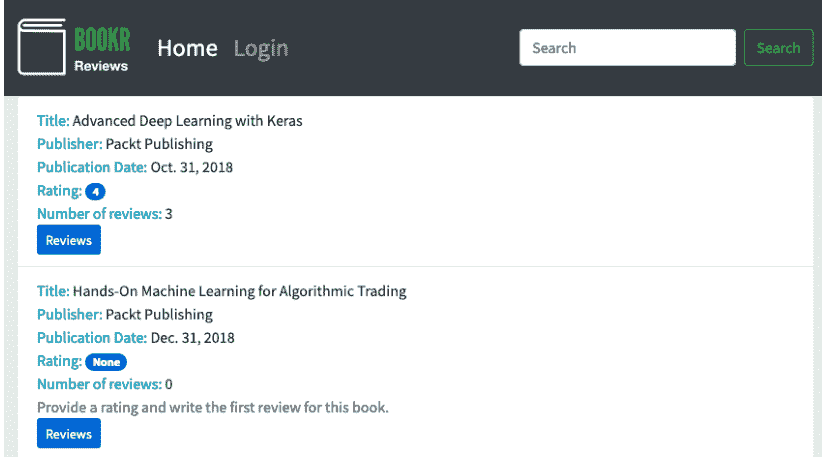 BOOKR
Reviews
Home Login
Search
Search
Title: Advanced Deep Learning with Keras
Publisher: Packt Publishing
Publication Date: Oct. 31, 2018
Rating: 4
Number of reviews: 3
Reviews
Title: Hands-On Machine Learning for Algorithmic Trading
Publisher: Packt Publishing
Publication Date: Dec. 31, 2018
Rating: None
Number of reviews: 0
Provide a rating and write the first review for this book.
Reviews